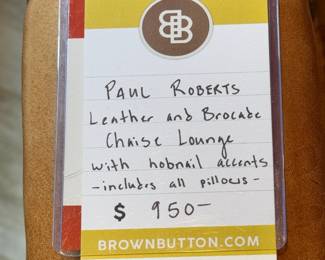 BB
PAUL ROBERTS
Leather and Brocade
Chaise Lounge
with hobnail accents
-includes all pillows-
$ 950-
BROWNBUTTON.COM